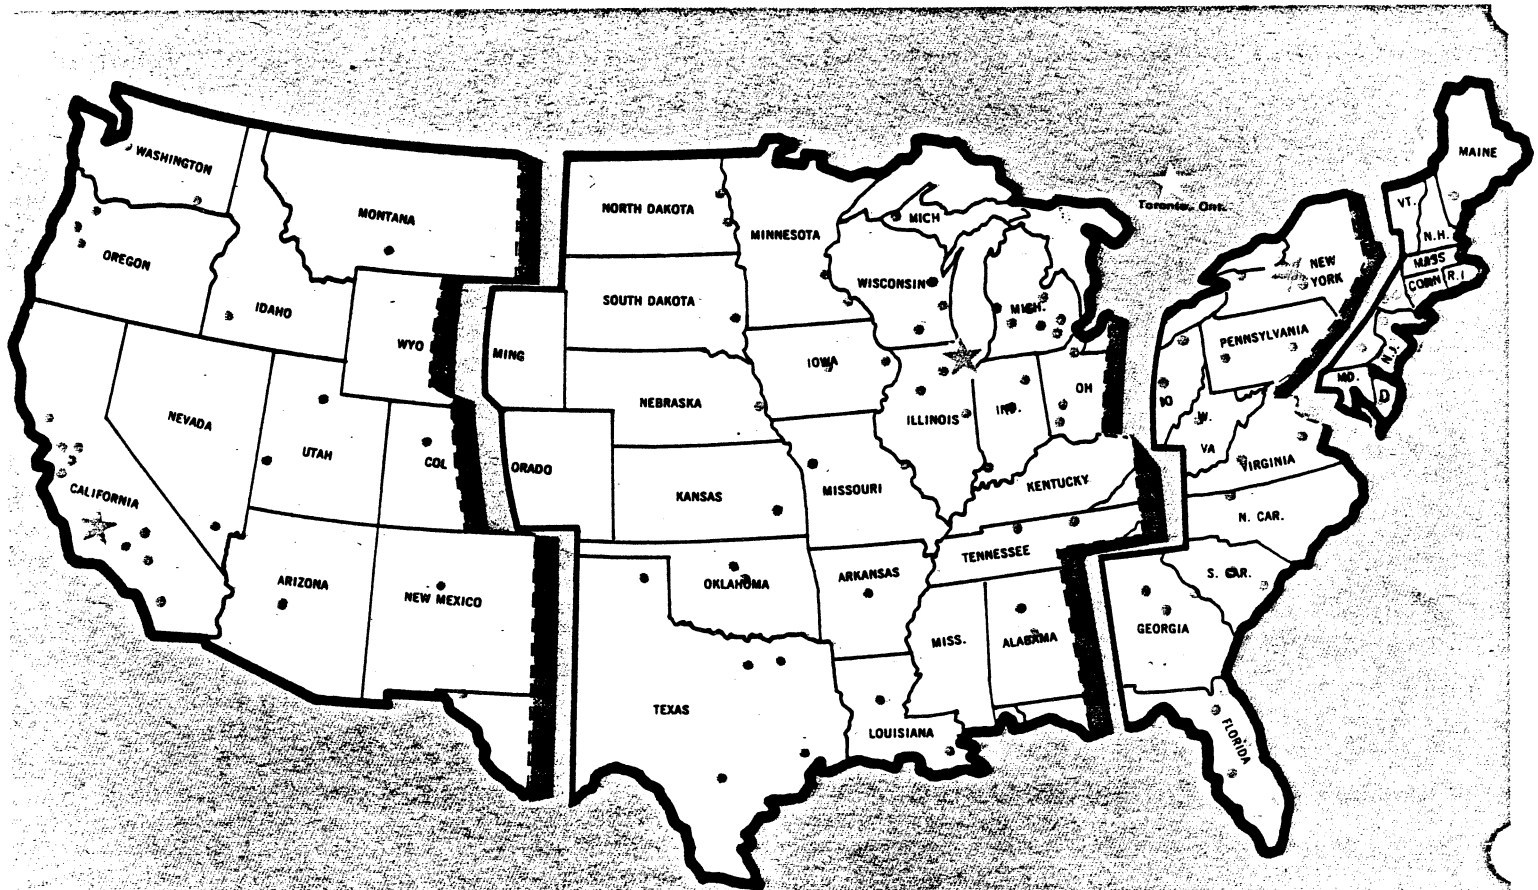 WASHINGTON
OREGON
IDAHO
MONTANA
WYO
MING
NEVADA
UTAH
COL
ORADO
CALIFORNIA
ARIZONA
NEW MEXICO
NORTH DAKOTA
SOUTH DAKOTA
NEBRASKA
KANSAS
OKLAHOMA
TEXAS
MINNESOTA
IOWA
MISSOURI
ARKANSAS
LOUISIANA
WISCONSIN
MICH
MICH.
ILLINOIS
IND.
OH
IO
KENTUCKY
TENNESSEE
MISS.
ALABAMA
GEORGIA
FLORIDA
S. CAR.
N. CAR.
VIRGINIA
W.
VA
PENNSYLVANIA
NEW
YORK
Toronto, Ont.
MAINE
VT.
N.H.
MASS
CONN
R.I
N.J.
MD.
D